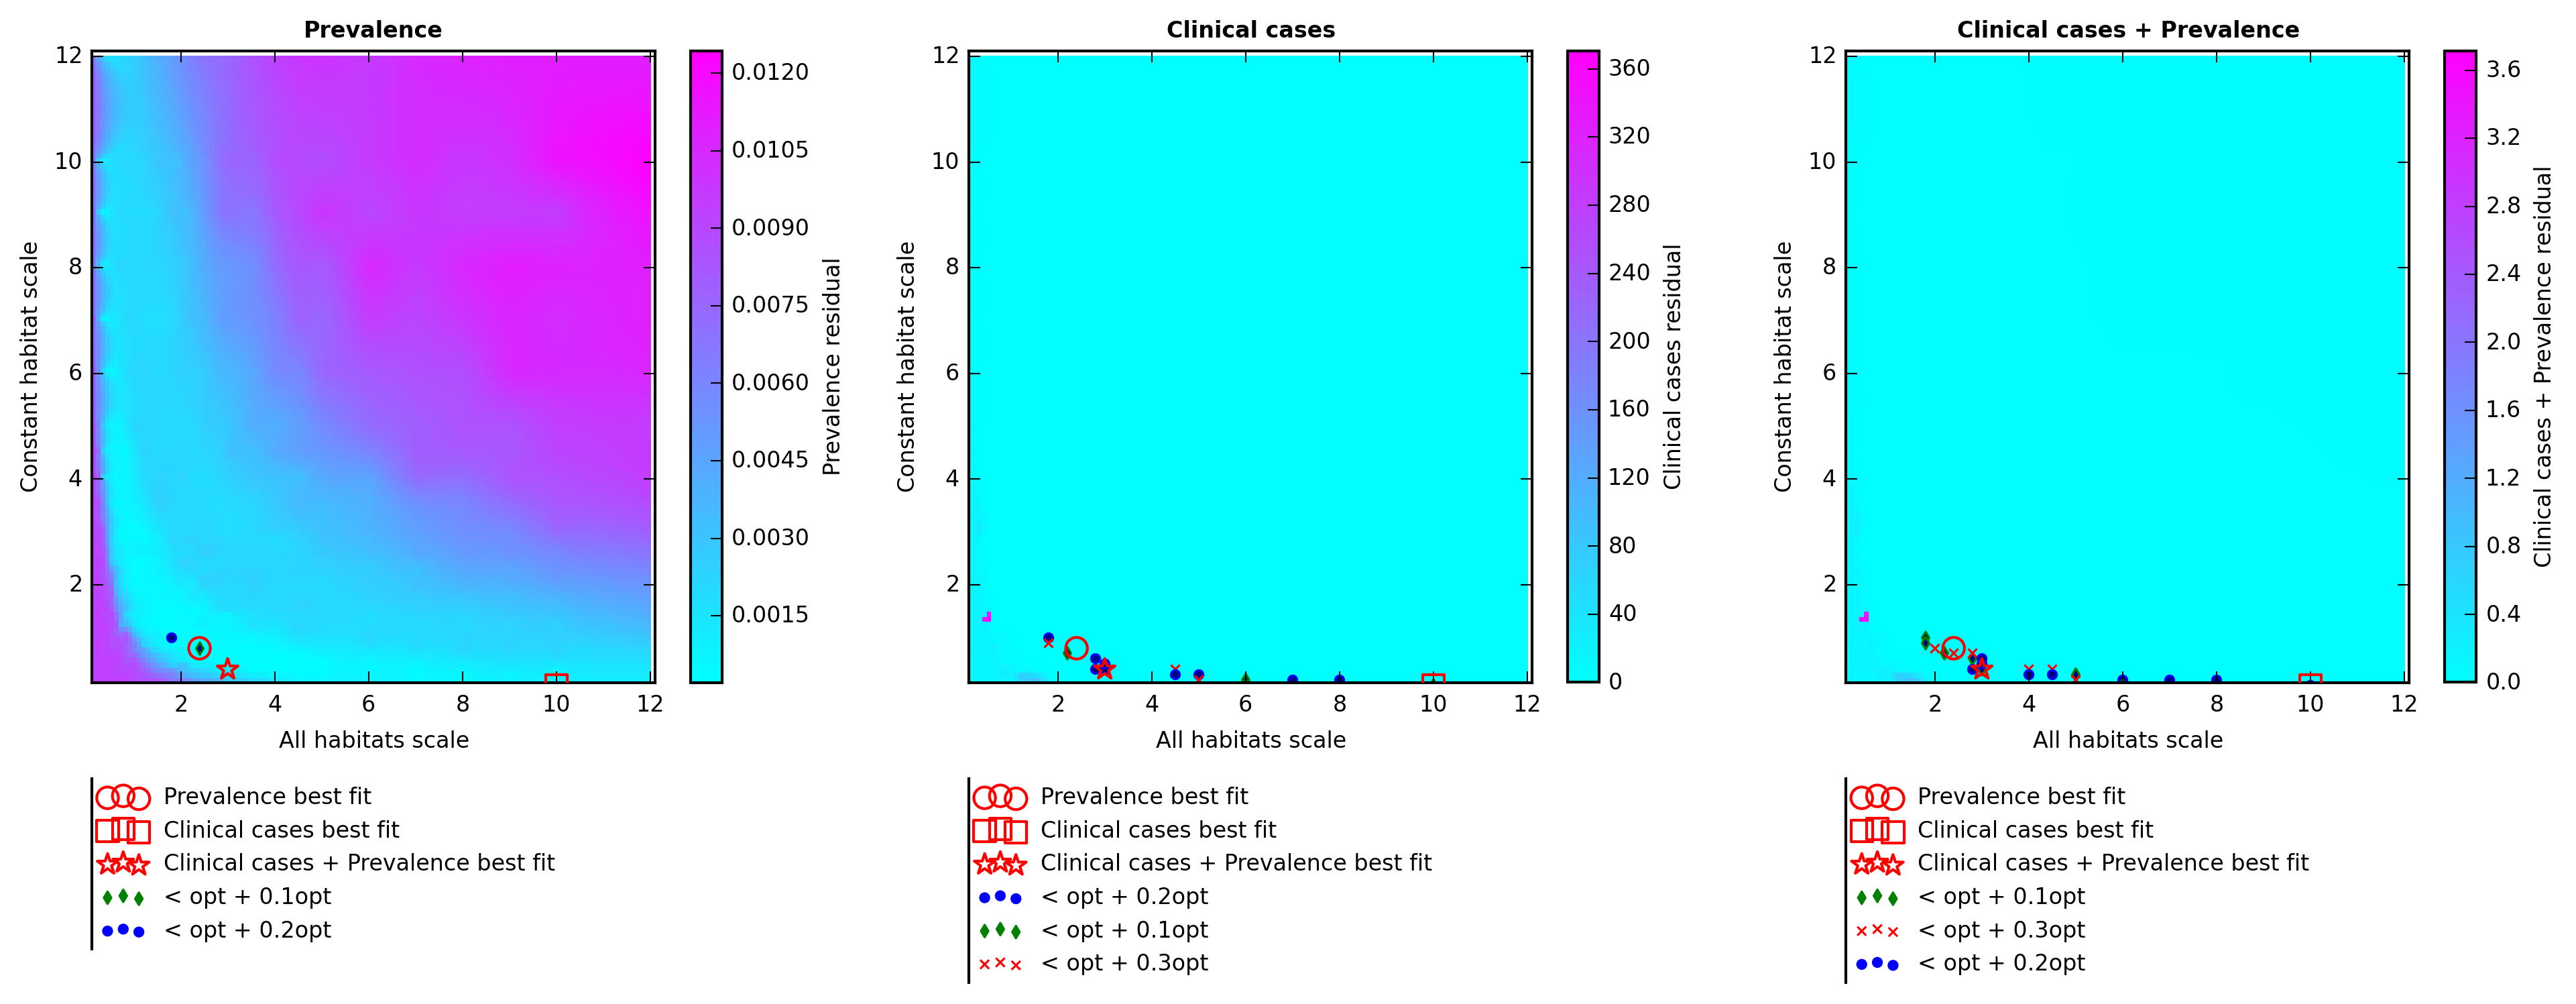 Prevalence
12
10
8
6
4
2
Constant habitat scale
2 4 6 8 10 12
All habitats scale
0.0120
0.0105
0.0090
0.0075
0.0060
0.0045
0.0030
0.0015
Prevalence residual
Prevalence best fit
Clinical cases best fit
Clinical cases + Prevalence best fit
< opt + 0.1opt
< opt + 0.2opt
Clinical cases
12
10
8
6
4
2
Constant habitat scale
2 4 6 8 10 12
All habitats scale
360
320
280
240
200
160
120
80
40
0
Clinical cases residual
Prevalence best fit
Clinical cases best fit
Clinical cases + Prevalence best fit
< opt + 0.2opt
< opt + 0.1opt
< opt + 0.3opt
Clinical cases + Prevalence
12
10
8
6
4
2
Constant habitat scale
2 4 6 8 10 12
All habitats scale
3.6
3.2
2.8
2.4
2.0
1.6
1.2
0.8
0.4
0.0
Clinical cases + Prevalence residual
Prevalence best fit
Clinical cases best fit
Clinical cases + Prevalence best fit
< opt + 0.1opt
< opt + 0.3opt
< opt + 0.2opt